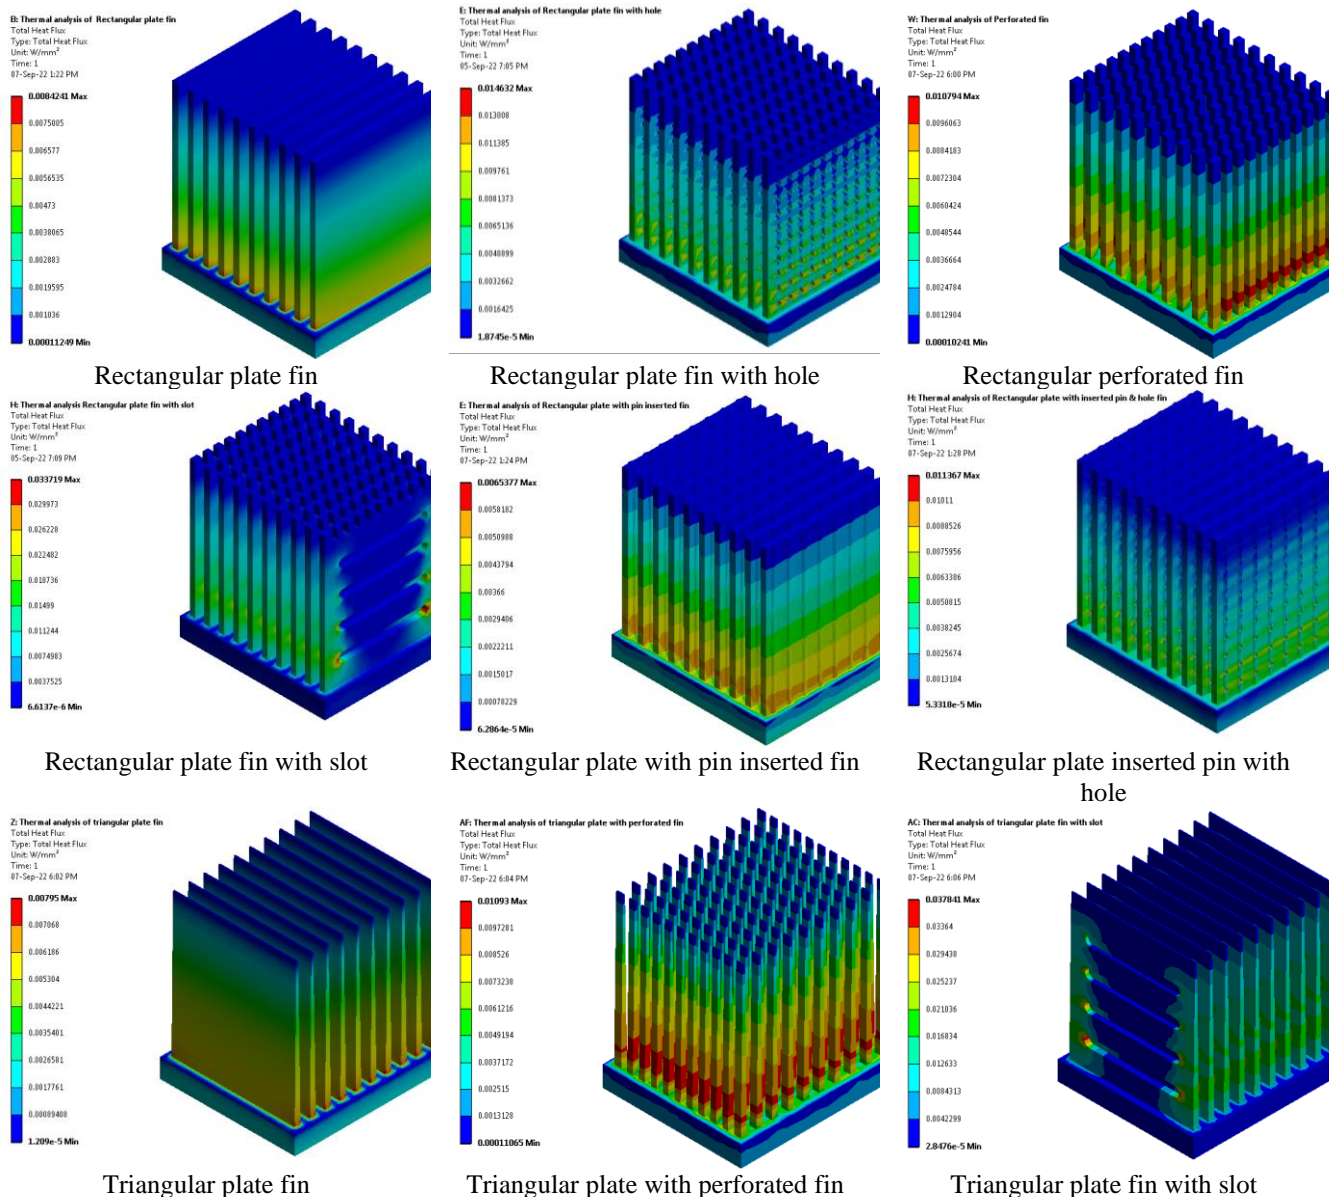 B: Thermal analysis of Rectangular plate fin
Total Heat Flux
Type: Total Heat Flux
Unit: W/mm²
Time: 1
07-Sep-22 1:22 PM
0.0084241 Max
0.0075005
0.006577
0.0056535
0.00473
0.0038065
0.002883
0.0019595
0.001036
0.00011249 Min
Rectangular plate fin
E: Thermal analysis of Rectangular plate fin with hole
Total Heat Flux
Type: Total Heat Flux
Unit: W/mm²
Time: 1
05-Sep-22 7:05 PM
0.014632 Max
0.013008
0.011385
0.009761
0.0081373
0.0065136
0.0048899
0.0032662
0.0016425
1.8745e-5 Min
Rectangular plate fin with hole
W: Thermal analysis of Perforated fin
Total Heat Flux
Type: Total Heat Flux
Unit: W/mm²
Time: 1
07-Sep-22 6:00 PM
0.010794 Max
0.0096063
0.0084183
0.0072304
0.0060424
0.0048544
0.0036664
0.0024784
0.0012904
0.00010241 Min
Rectangular perforated fin
H: Thermal analysis Rectangular plate fin with slot
Total Heat Flux
Type: Total Heat Flux
Unit: W/mm²
Time: 1
05-Sep-22 7:09 PM
0.033719 Max
0.029973
0.026228
0.022482
0.018736
0.01499
0.011244
0.0074983
0.0037525
6.6137e-6 Min
Rectangular plate fin with slot
E: Thermal analysis of Rectangular plate with pin inserted fin
Total Heat Flux
Type: Total Heat Flux
Unit: W/mm²
Time: 1
07-Sep-22 1:24 PM
0.0065377 Max
0.0058182
0.0050988
0.0043794
0.00366
0.0029406
0.0022211
0.0015017
0.00078229
6.2864e-5 Min
Rectangular plate with pin inserted fin
H: Thermal analysis of Rectangular plate with inserted pin & hole fin
Total Heat Flux
Type: Total Heat Flux
Unit: W/mm²
Time: 1
07-Sep-22 1:28 PM
0.011367 Max
0.01011
0.0088526
0.0075956
0.0063386
0.0050815
0.0038245
0.0025674
0.0013104
5.3318e-5 Min
Rectangular plate inserted pin with
hole
Z: Thermal analysis of triangular plate fin
Total Heat Flux
Type: Total Heat Flux
Unit: W/mm²
Time: 1
07-Sep-22 6:02 PM
0.00795 Max
0.007068
0.006186
0.005304
0.0044221
0.0035401
0.0026581
0.0017761
0.00089408
1.209e-5 Min
Triangular plate fin
AF: Thermal analysis of triangular plate with perforated fin
Total Heat Flux
Type: Total Heat Flux
Unit: W/mm²
Time: 1
07-Sep-22 6:04 PM
0.01093 Max
0.0097281
0.008526
0.0073238
0.0061216
0.0049194
0.0037172
0.002515
0.0013128
0.00011065 Min
Triangular plate with perforated fin
AC: Thermal analysis of triangular plate fin with slot
Total Heat Flux
Type: Total Heat Flux
Unit: W/mm²
Time: 1
07-Sep-22 6:06 PM
0.037841 Max
0.03364
0.029438
0.025237
0.021036
0.016834
0.012633
0.0084313
0.0042299
2.8476e-5 Min
Triangular plate fin with slot